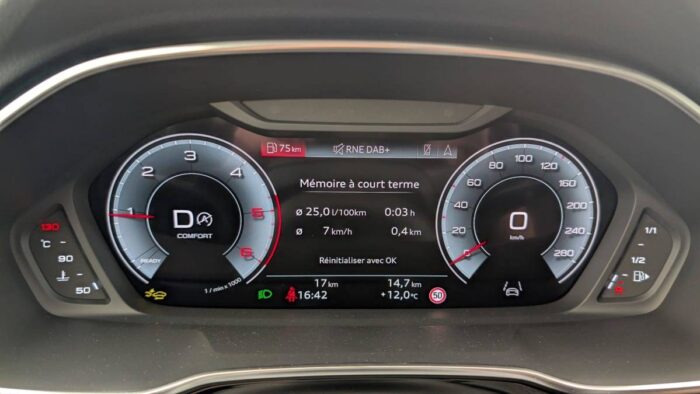 75 km RNE DAB+
Mémoire à court terme
ø 25,0 l/100km 0:03 h
ø 7 km/h 0,4 km
Réinitialiser avec OK
17 km 14,7 km
16:42 +12,0°C 50
1 2 3 4 5 6
READY
D
COMFORT
1/min x 1000
0 20 40 60 80 100 120 140 160 180 200 220 240 260 280
0
km/h
130
°C
90
50
1/1
1/2